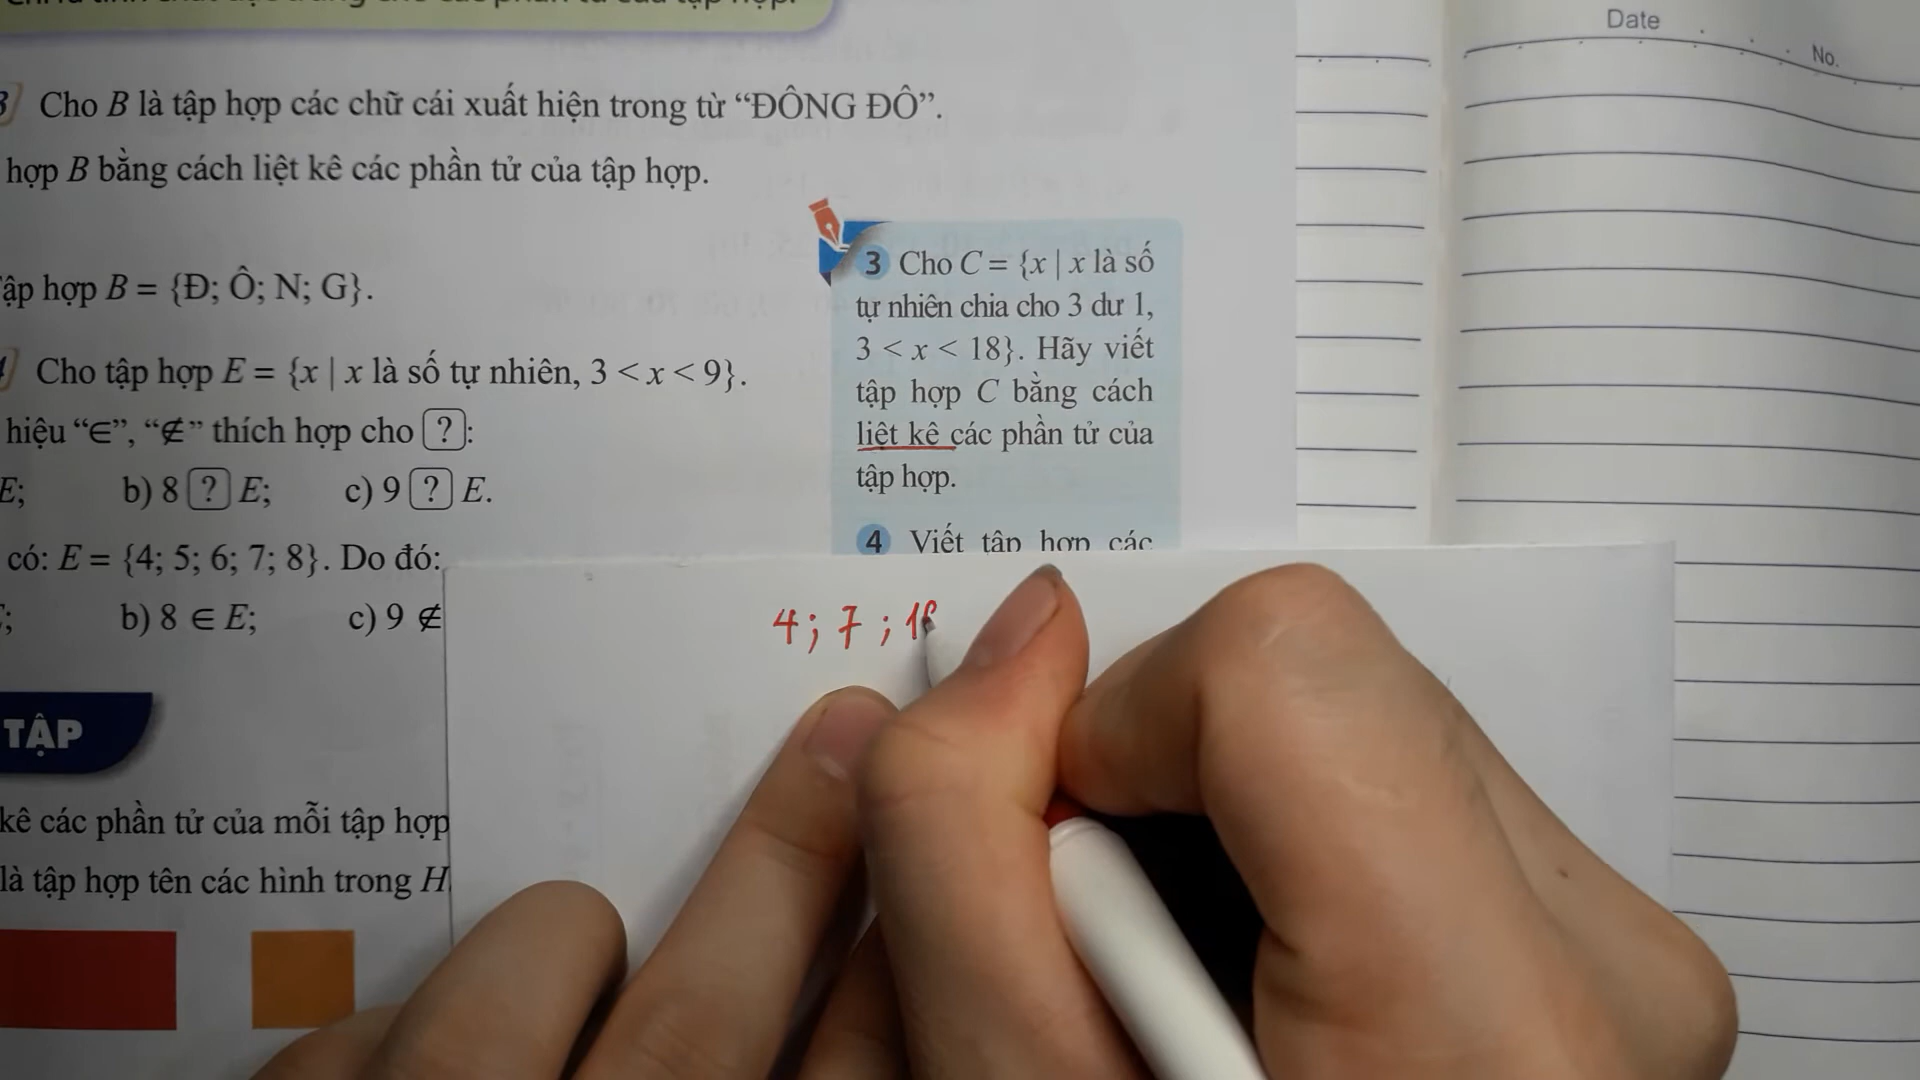 Cho B là tập hợp các chữ cái xuất hiện trong từ “ĐÔNG ĐÔ”.
hợp B bằng cách liệt kê các phần tử của tập hợp.
ập hợp B = {Đ; Ô; N; G}.
Cho tập hợp E = {x | x là số tự nhiên, 3 < x < 9}.
hiệu “∈”, “∉” thích hợp cho ?:
E; b) 8 ? E; c) 9 ? E.
có: E = {4; 5; 6; 7; 8}. Do đó:
; b) 8 ∈ E; c) 9 ∉
TẬP
kê các phần tử của mỗi tập hợp
là tập hợp tên các hình trong H
3 Cho C = {x | x là số
tự nhiên chia cho 3 dư 1,
3 < x < 18}. Hãy viết
tập hợp C bằng cách
liệt kê các phần tử của
tập hợp.
4 Viết tập hợp các
4; 7; 1
Date
No.